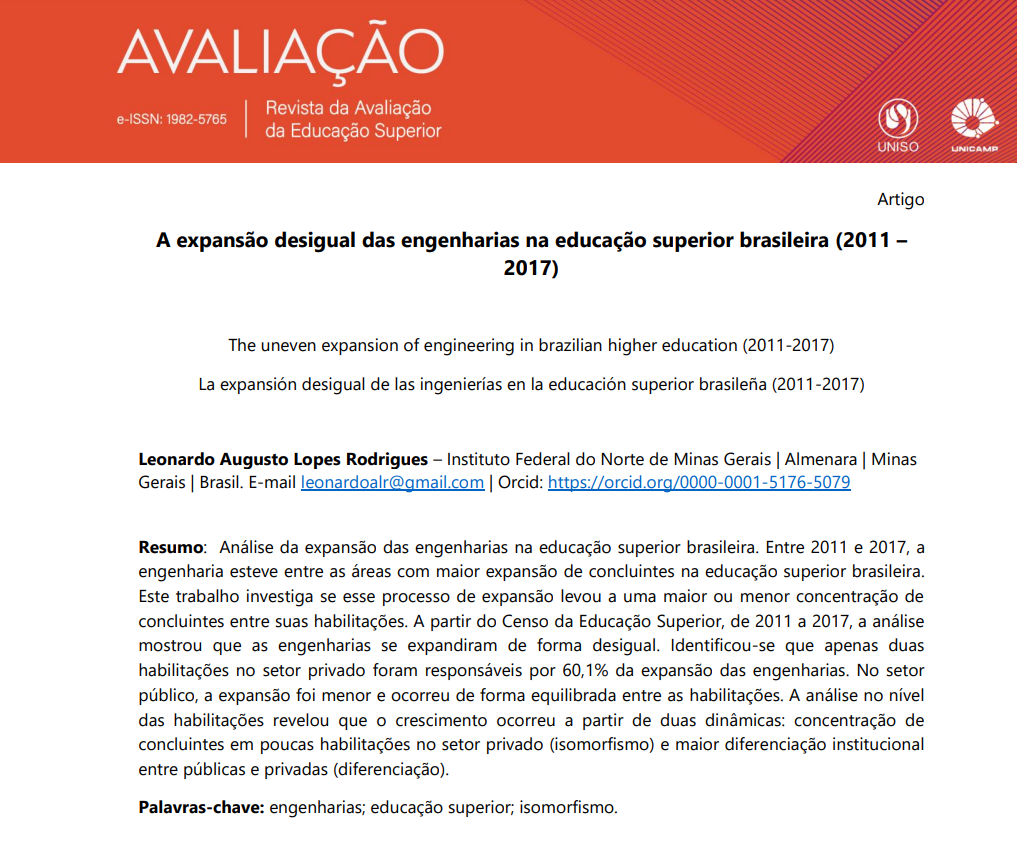 AVALIAÇÃO
e-ISSN: 1982-5765
Revista da Avaliação
da Educação Superior
UNISO
UNICAMP
Artigo
A expansão desigual das engenharias na educação superior brasileira (2011 –
2017)
The uneven expansion of engineering in brazilian higher education (2011-2017)
La expansión desigual de las ingenierías en la educación superior brasileña (2011-2017)
Leonardo Augusto Lopes Rodrigues – Instituto Federal do Norte de Minas Gerais | Almenara | Minas
Gerais | Brasil. E-mail leonardoalr@gmail.com | Orcid: https://orcid.org/0000-0001-5176-5079
Resumo: Análise da expansão das engenharias na educação superior brasileira. Entre 2011 e 2017, a
engenharia esteve entre as áreas com maior expansão de concluintes na educação superior brasileira.
Este trabalho investiga se esse processo de expansão levou a uma maior ou menor concentração de
concluintes entre suas habilitações. A partir do Censo da Educação Superior, de 2011 a 2017, a análise
mostrou que as engenharias se expandiram de forma desigual. Identificou-se que apenas duas
habilitações no setor privado foram responsáveis por 60,1% da expansão das engenharias. No setor
público, a expansão foi menor e ocorreu de forma equilibrada entre as habilitações. A análise no nível
das habilitações revelou que o crescimento ocorreu a partir de duas dinâmicas: concentração de
concluintes em poucas habilitações no setor privado (isomorfismo) e maior diferenciação institucional
entre públicas e privadas (diferenciação).
Palavras-chave: engenharias; educação superior; isomorfismo.